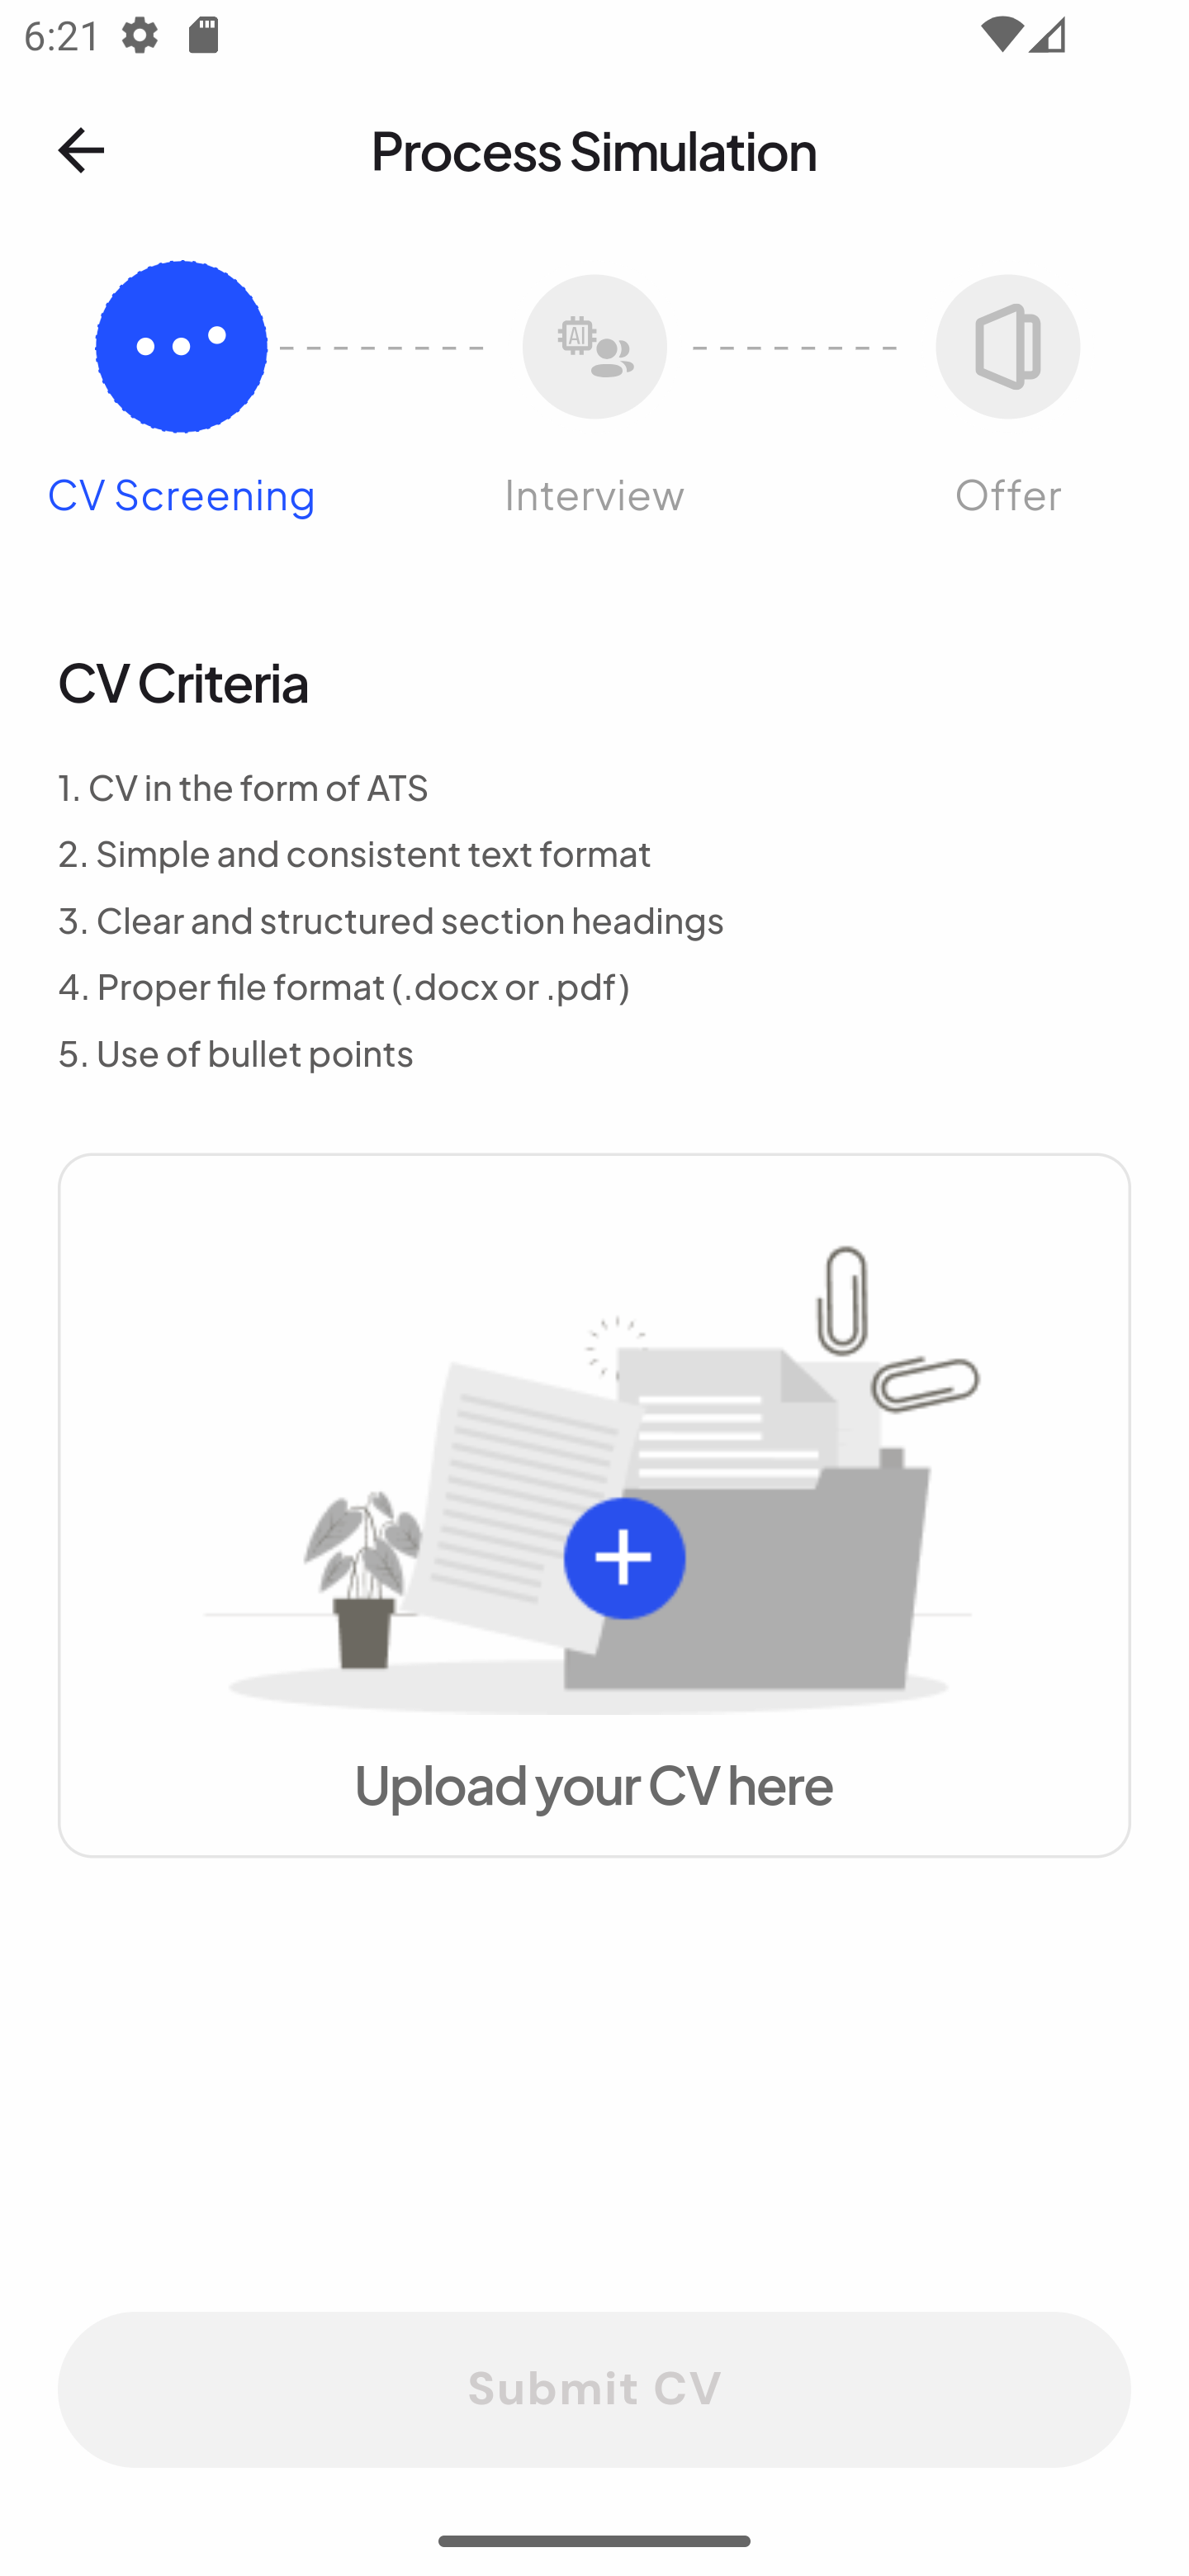 6:21
Process Simulation
AI
CV Screening
Interview
Offer
CV Criteria
1. CV in the form of ATS
2. Simple and consistent text format
3. Clear and structured section headings
4. Proper file format (.docx or .pdf)
5. Use of bullet points
Upload your CV here
Submit CV